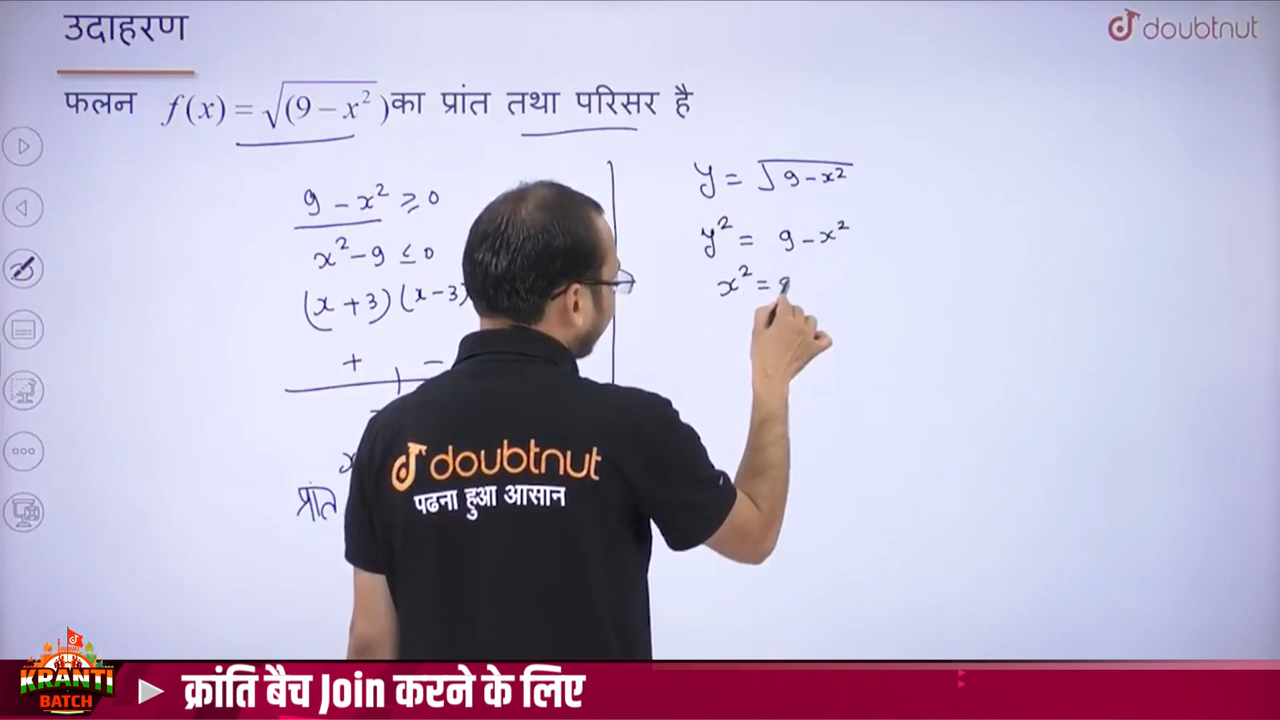 उदाहरण
doubtnut
फलन f(x) = √(9 – x²) का प्रांत तथा परिसर है
9 – x² ⩾ 0
x² – 9 ≤ 0
(x + 3) (x – 3)
+ –
प्रांत
y = √9 – x²
y² = 9 – x²
x² = 9
doubtnut
पढना हुआ आसान
KRANTI
BATCH
क्रांति बैच Join करने के लिए